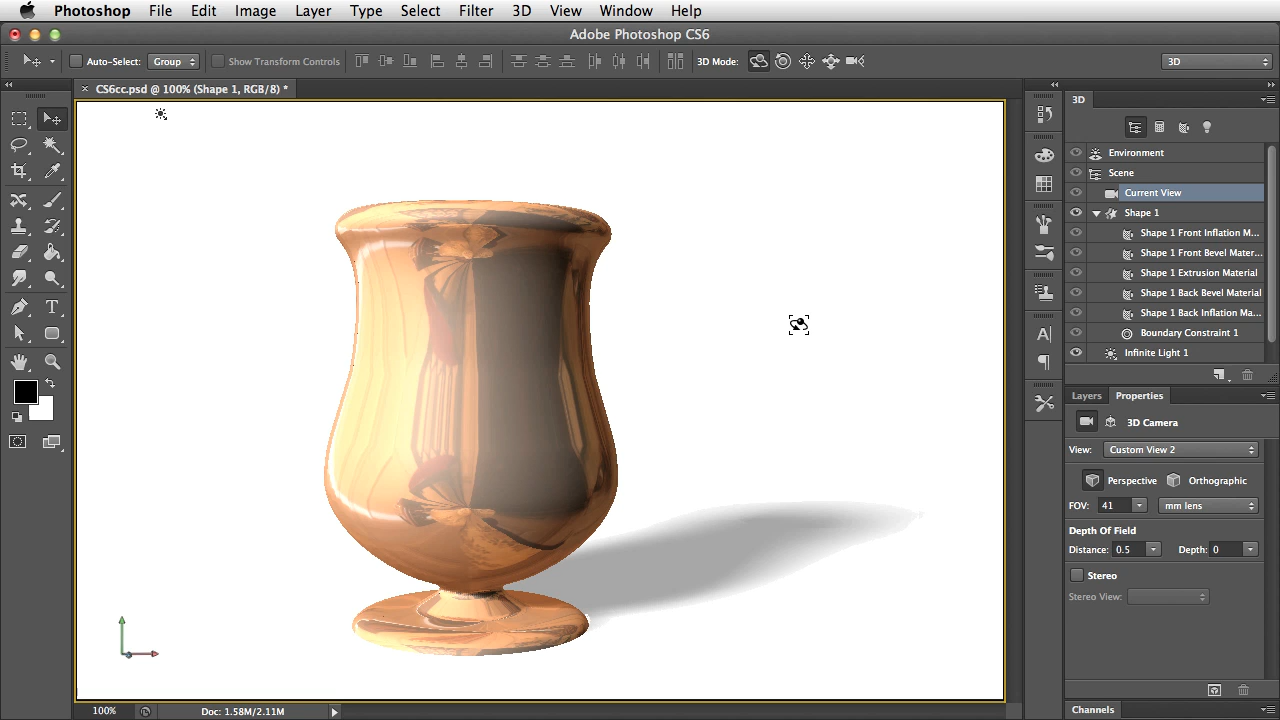 Photoshop File Edit Image Layer Type Select Filter 3D View Window Help
Adobe Photoshop CS6
Auto-Select: Group Show Transform Controls 3D Mode: 3D
CS6cc.psd @ 100% (Shape 1, RGB/8) *
3D
Environment
Scene
Current View
Shape 1
Shape 1 Front Inflation M...
Shape 1 Front Bevel Mater...
Shape 1 Extrusion Material
Shape 1 Back Bevel Material
Shape 1 Back Inflation Ma...
Boundary Constraint 1
Infinite Light 1
Layers Properties
3D Camera
View: Custom View 2
Perspective Orthographic
FOV: 41 mm lens
Depth Of Field
Distance: 0.5 Depth: 0
Stereo
Stereo View:
100% Doc: 1.58M/2.11M
Channels